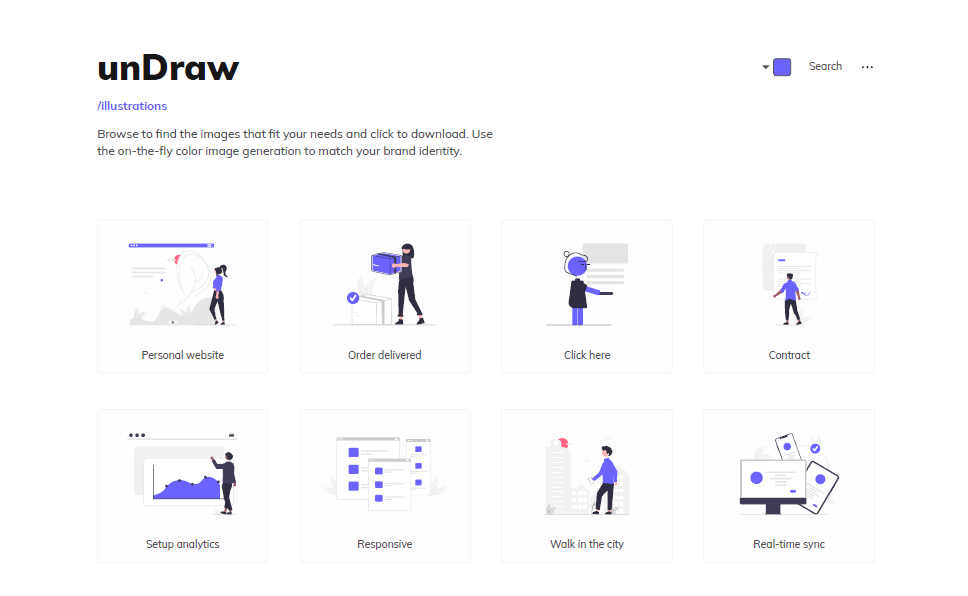 unDraw
Search
/illustrations
Browse to find the images that fit your needs and click to download. Use
the on-the-fly color image generation to match your brand identity.
Personal website
Order delivered
Click here
Contract
Setup analytics
Responsive
Walk in the city
Real-time sync